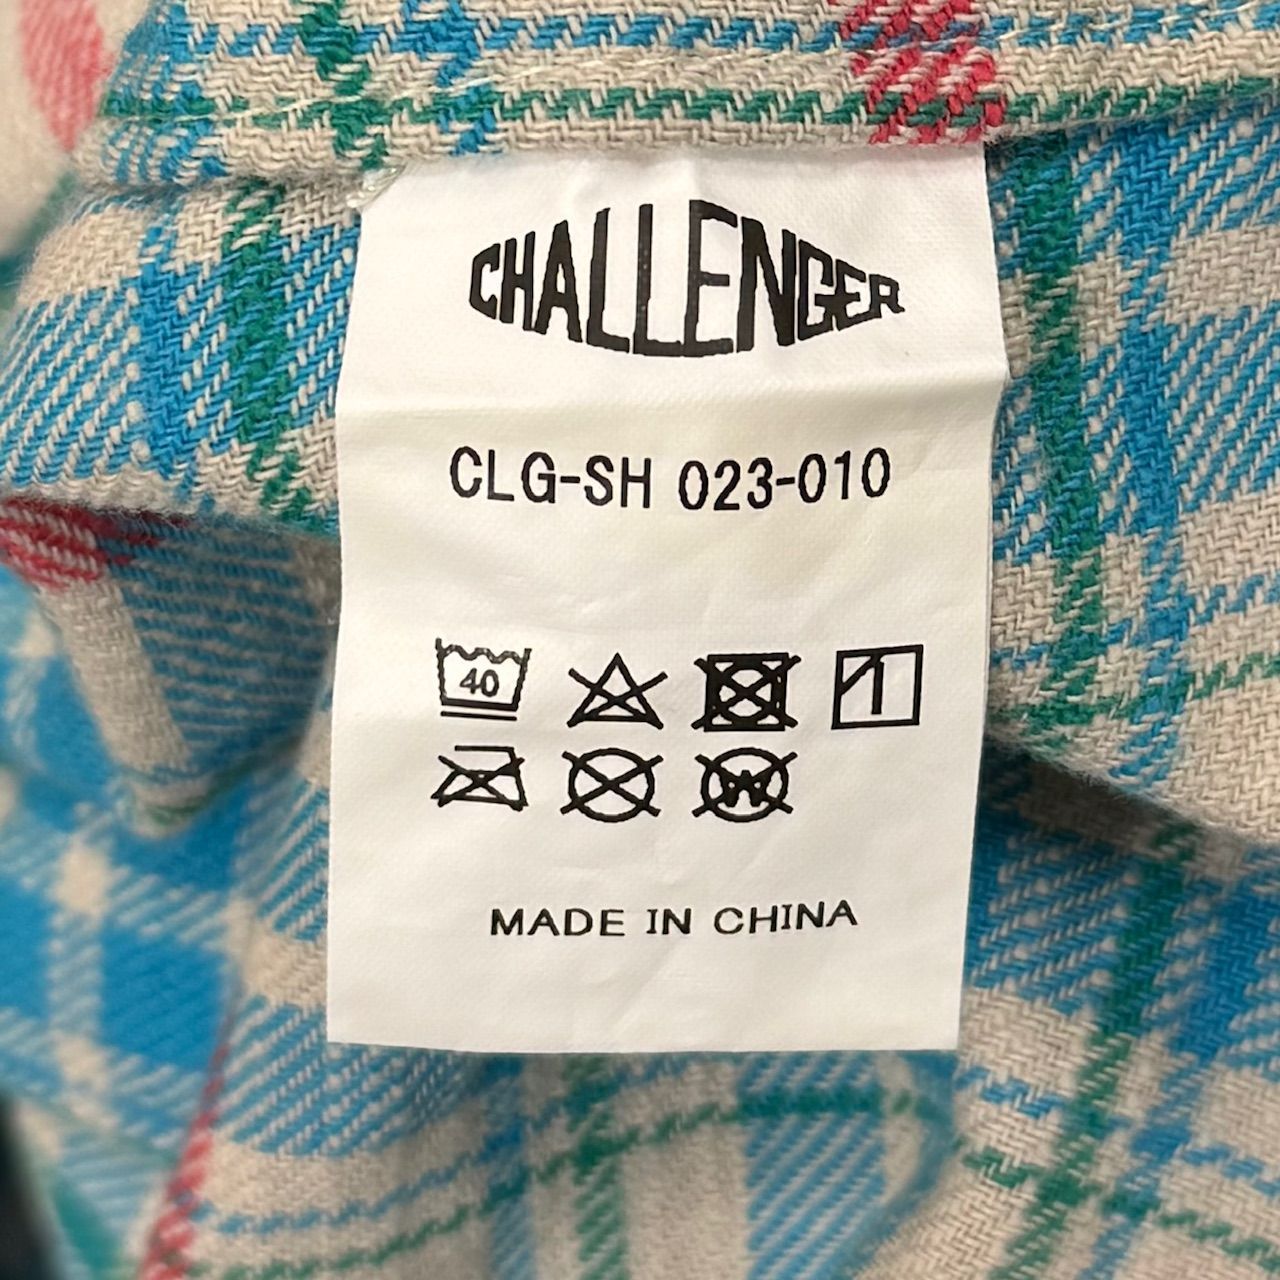 CHALLENGER
CLG-SH 023-010
40
W
MADE IN CHINA